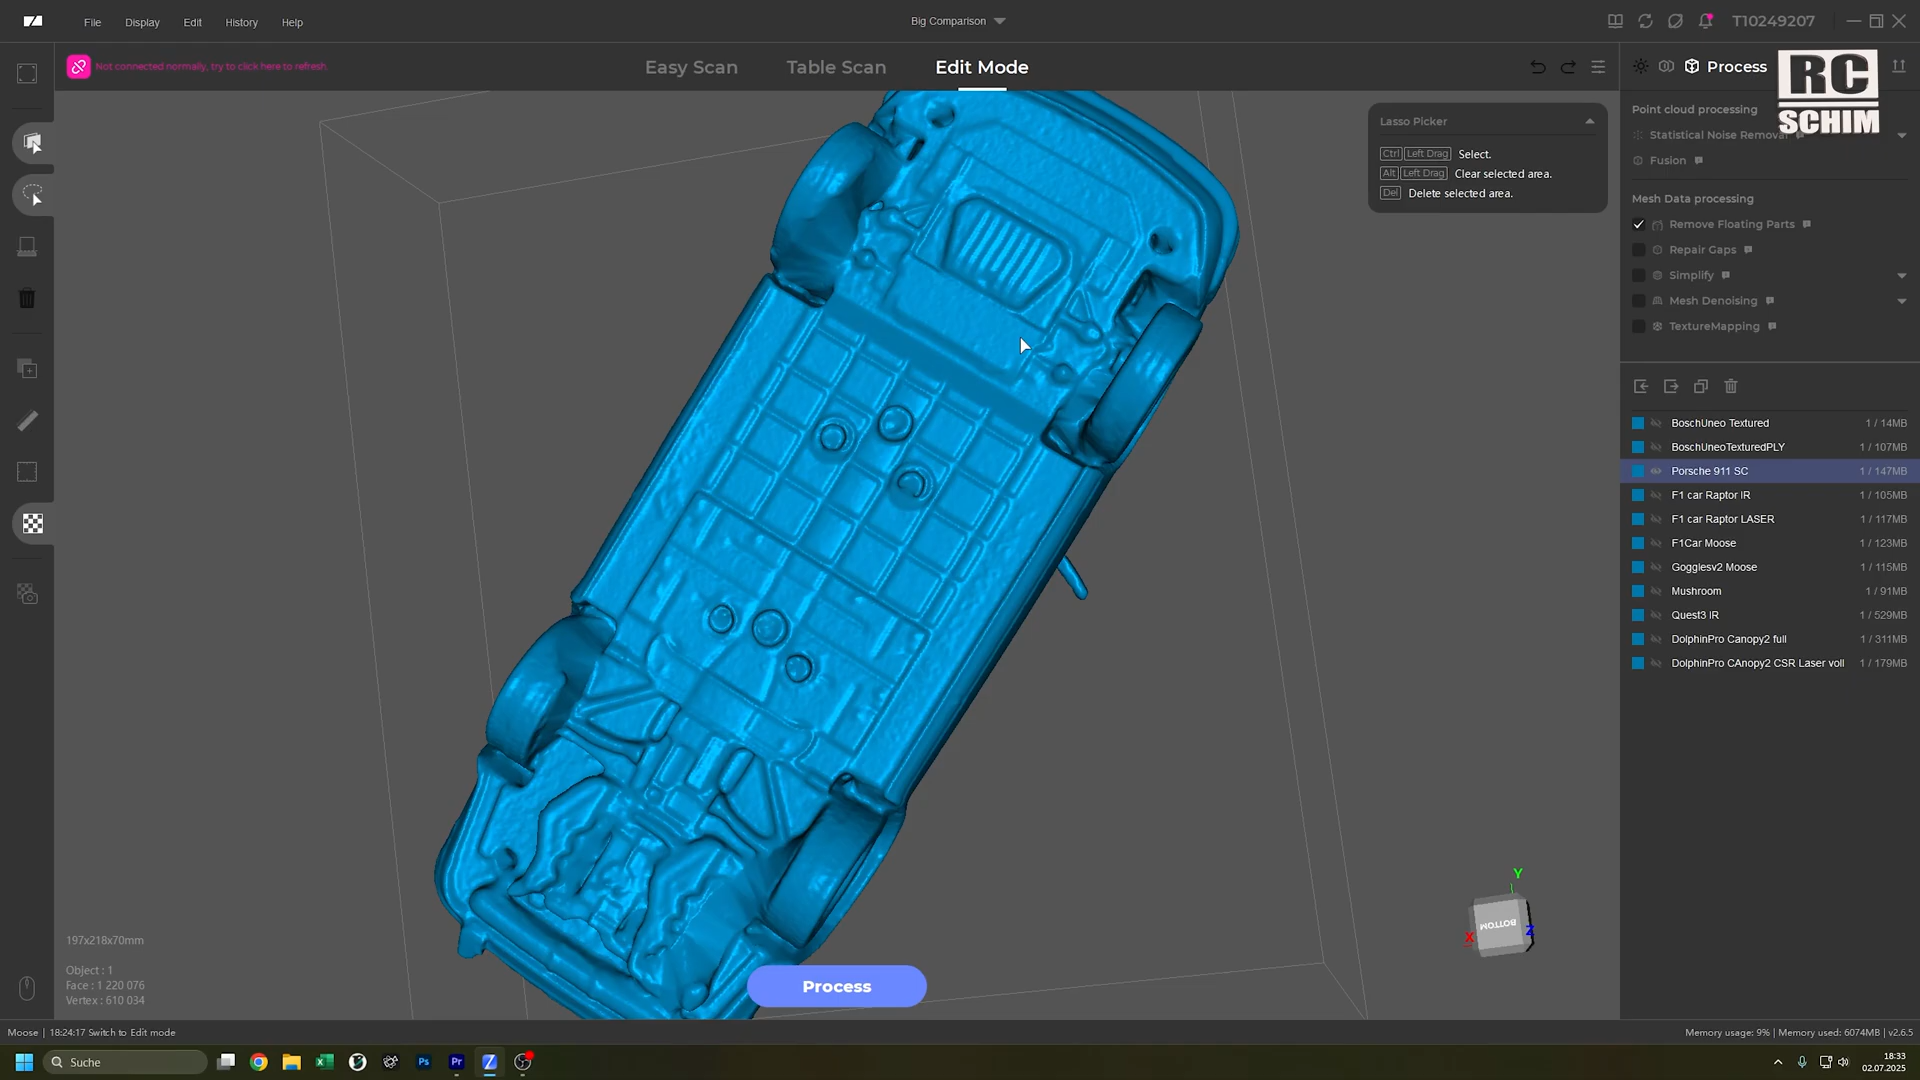 File
Display
Edit
History
Help
Big Comparison
T10249207
Not connected normally, try to click here to refresh.
Easy Scan
Table Scan
Edit Mode
Process
RC
SCHIM
Lasso Picker
Ctrl Left Drag Select.
Alt Left Drag Clear selected area.
Del Delete selected area.
Point cloud processing
Statistical Noise Removal
Fusion
Mesh Data processing
Remove Floating Parts
Repair Gaps
Simplify
Mesh Denoising
TextureMapping
BoschUneo Textured 1 / 14MB
BoschUneoTexturedPLY 1 / 107MB
Porsche 911 SC 1 / 147MB
F1 car Raptor IR 1 / 105MB
F1 car Raptor LASER 1 / 117MB
F1Car Moose 1 / 123MB
Gogglesv2 Moose 1 / 115MB
Mushroom 1 / 91MB
Quest3 IR 1 / 529MB
DolphinPro Canopy2 full 1 / 311MB
DolphinPro CAnopy2 CSR Laser voll 1 / 179MB
Y
BOTTOM
X
Z
197x218x70mm
Object : 1
Face : 1 220 076
Vertex : 610 034
Process
Moose | 18:24:17 Switch to Edit mode
Memory usage: 9% | Memory used: 6074MB | v2.6.5
Suche
Ps
Pr
18:33
02.07.2025